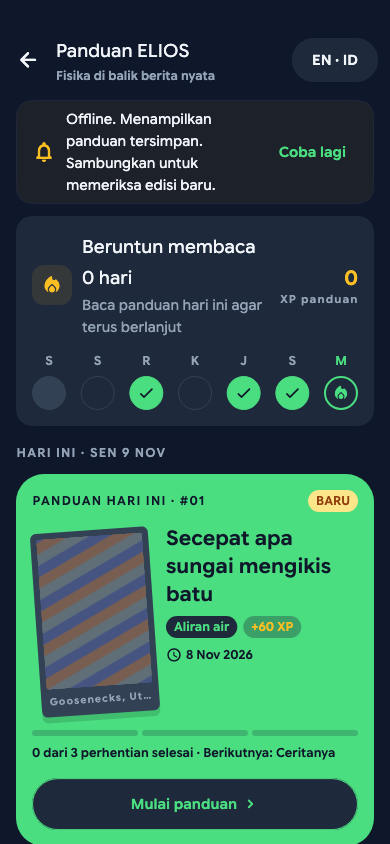 Panduan ELIOS
Fisika di balik berita nyata
EN · ID
Offline. Menampilkan
panduan tersimpan.
Sambungkan untuk
memeriksa edisi baru.
Coba lagi
Beruntun membaca
0 hari
Baca panduan hari ini agar
terus berlanjut
0
XP panduan
S S R K J S M
HARI INI · SEN 9 NOV
PANDUAN HARI INI · #01
BARU
Secepat apa
sungai mengikis
batu
Aliran air
+60 XP
8 Nov 2026
Goosenecks, Ut…
0 dari 3 perhentian selesai · Berikutnya: Ceritanya
Mulai panduan